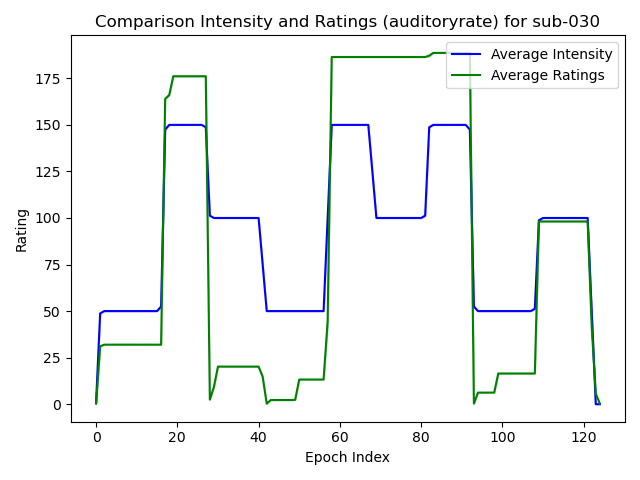 Comparison Intensity and Ratings (auditoryrate) for sub-030
Average Intensity
Average Ratings
Rating
175
150
125
100
75
50
25
0
0 20 40 60 80 100 120
Epoch Index